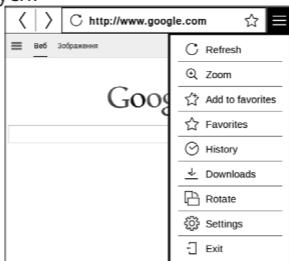 http://www.google.com
Веб Зображення
Goog
Refresh
Zoom
Add to favorites
Favorites
History
Downloads
Rotate
Settings
Exit